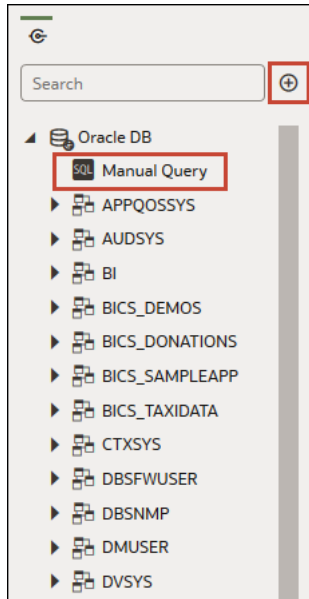 Search
Oracle DB
SQL Manual Query
APPQOSSYS
AUDSYS
BI
BICS_DEMOS
BICS_DONATIONS
BICS_SAMPLEAPP
BICS_TAXIDATA
CTXSYS
DBSFWUSER
DBSNMP
DMUSER
DVSYS